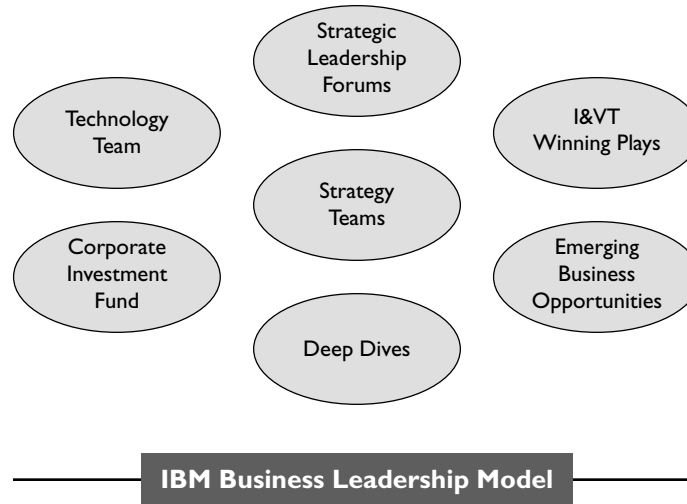 Strategic
Leadership
Forums
Technology
Team
I&VT
Winning Plays
Strategy
Teams
Corporate
Investment
Fund
Emerging
Business
Opportunities
Deep Dives
IBM Business Leadership Model